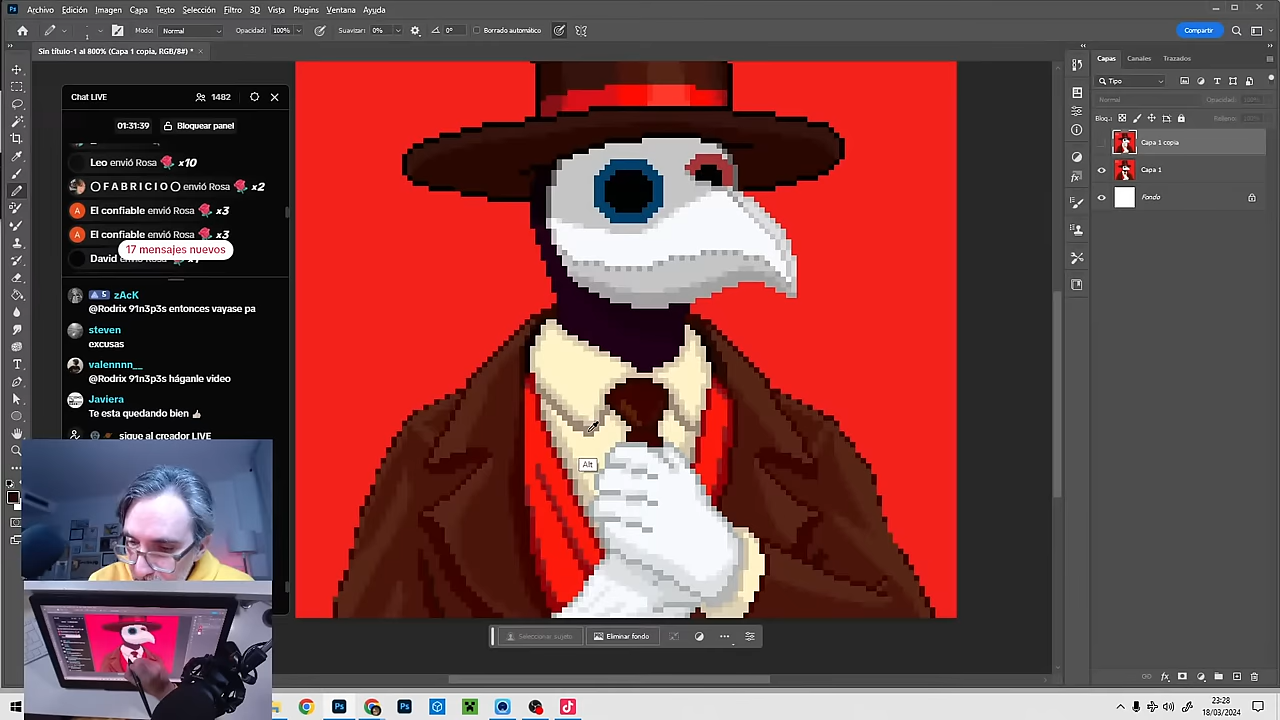 Archivo Edición Imagen Capa Texto Selección Filtro 3D Vista Plugins Ventana Ayuda
Modo: Normal Opacidad: 100% Suavizar: 0% 0° Borrado automático Compartir
Sin título-1 al 800% (Capa 1 copia, RGB/8#) *
Chat LIVE 1482
01:31:39 Bloquear panel
Leo envió Rosa x10
F A B R I C I O envió Rosa x2
A El confiable envió Rosa x3
A El confiable envió Rosa x3
17 mensajes nuevos
David
5 zAcK
@Rodrix 91n3p3s entonces vayase pa
steven
excusas
valennnn__
@Rodrix 91n3p3s háganle video
Javiera
Te esta quedando bien
sigue al creador LIVE
Alt
Seleccionar sujeto Eliminar fondo
Capas Canales Trazados
Tipo
Normal Opacidad:
Bloq.: Relleno:
Capa 1 copia
Capa 1
Fondo
23:28
18/03/2024